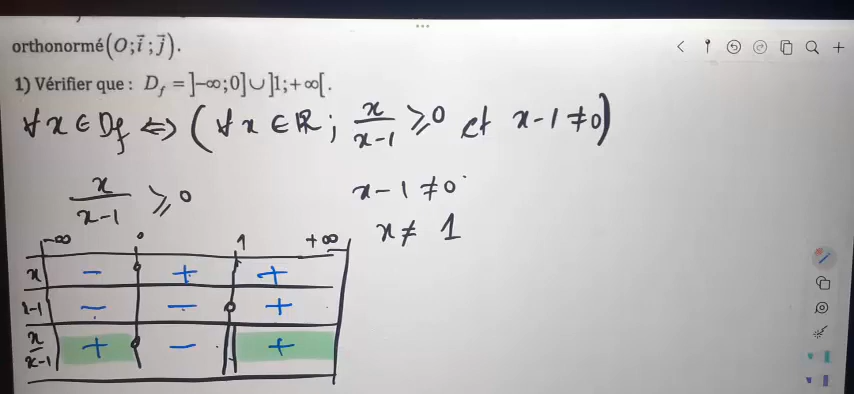 orthonormé (O; i⃗ ; j⃗).
1) Vérifier que : D_f = ]−∞; 0] ∪ ]1; +∞[.
∀ x ∈ Df ⇔ (∀ x ∈ ℝ ; x/(x-1) ⩾ 0 et x-1 ≠ 0)
x/(x-1) ⩾ 0 x-1 ≠ 0
x ≠ 1
-∞ 0 1 +∞
x - + +
x-1 - - +
x/(x-1) + - +